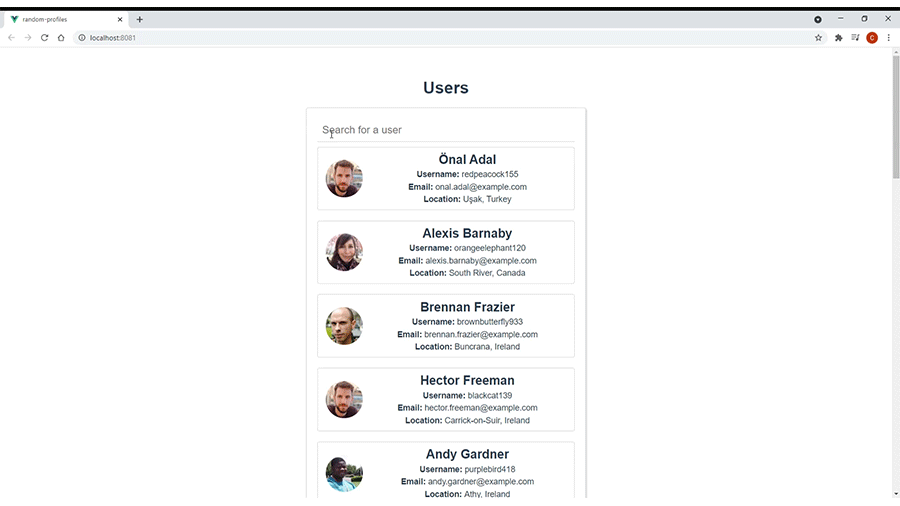 random-profiles
localhost:8081
C
Users
Search for a user
Önal Adal
Username: redpeacock155
Email: onal.adal@example.com
Location: Uşak, Turkey
Alexis Barnaby
Username: orangeelephant120
Email: alexis.barnaby@example.com
Location: South River, Canada
Brennan Frazier
Username: brownbutterfly933
Email: brennan.frazier@example.com
Location: Buncrana, Ireland
Hector Freeman
Username: blackcat139
Email: hector.freeman@example.com
Location: Carrick-on-Suir, Ireland
Andy Gardner
Username: purplebird418
Email: andy.gardner@example.com
Location: Athy, Ireland